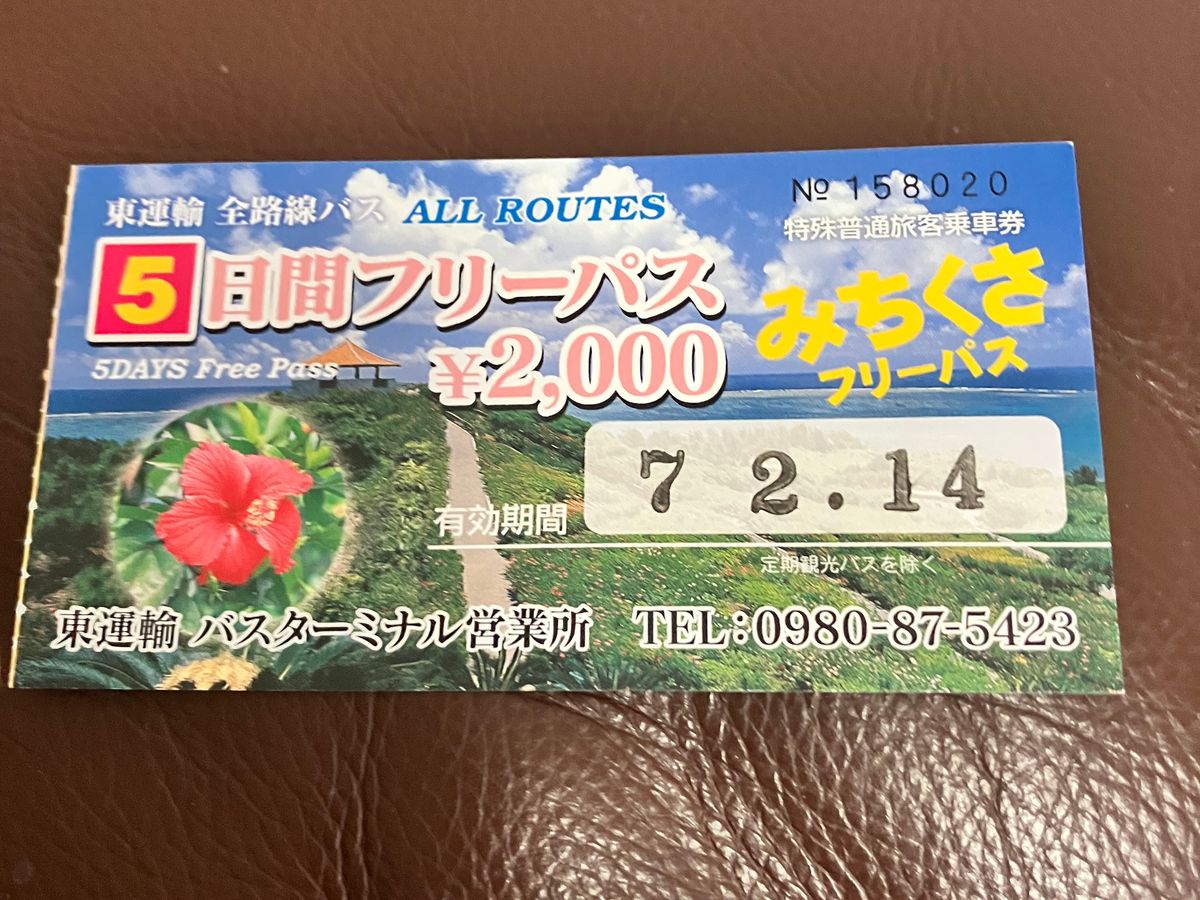 東運輸 全路線バス ALL ROUTES
№158020
特殊普通旅客乗車券
5日間フリーパス
5DAYS Free Pass
¥2,000
みちくさ
フリーパス
有効期間
7 2.14
定期観光バスを除く
東運輸 バスターミナル営業所 TEL:0980-87-5423